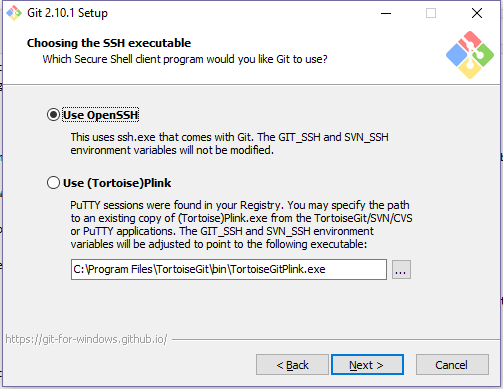 Git 2.10.1 Setup
Choosing the SSH executable
Which Secure Shell client program would you like Git to use?
Use OpenSSH
This uses ssh.exe that comes with Git. The GIT_SSH and SVN_SSH
environment variables will not be modified.
Use (Tortoise)Plink
PuTTY sessions were found in your Registry. You may specify the path
to an existing copy of (Tortoise)Plink.exe from the TortoiseGit/SVN/CVS
or PuTTY applications. The GIT_SSH and SVN_SSH environment
variables will be adjusted to point to the following executable:
C:\Program Files\TortoiseGit\bin\TortoiseGitPlink.exe
...
https://git-for-windows.github.io/
< Back
Next >
Cancel